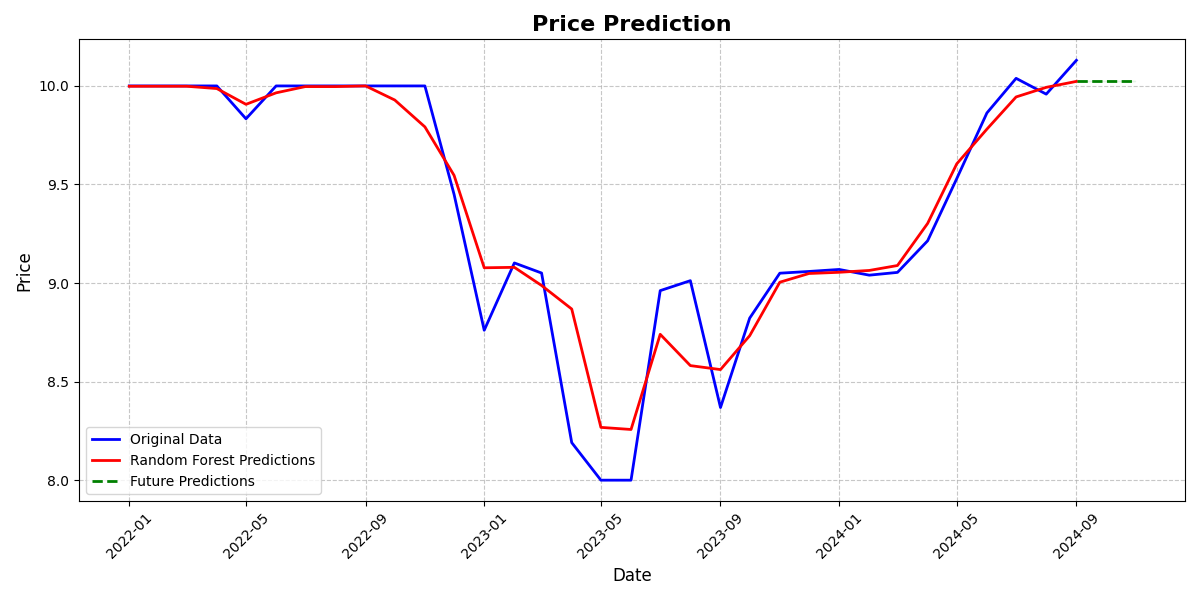 Price Prediction
Price
10.0
9.5
9.0
8.5
8.0
Original Data
Random Forest Predictions
Future Predictions
2022-01
2022-05
2022-09
2023-01
2023-05
2023-09
2024-01
2024-05
2024-09
Date